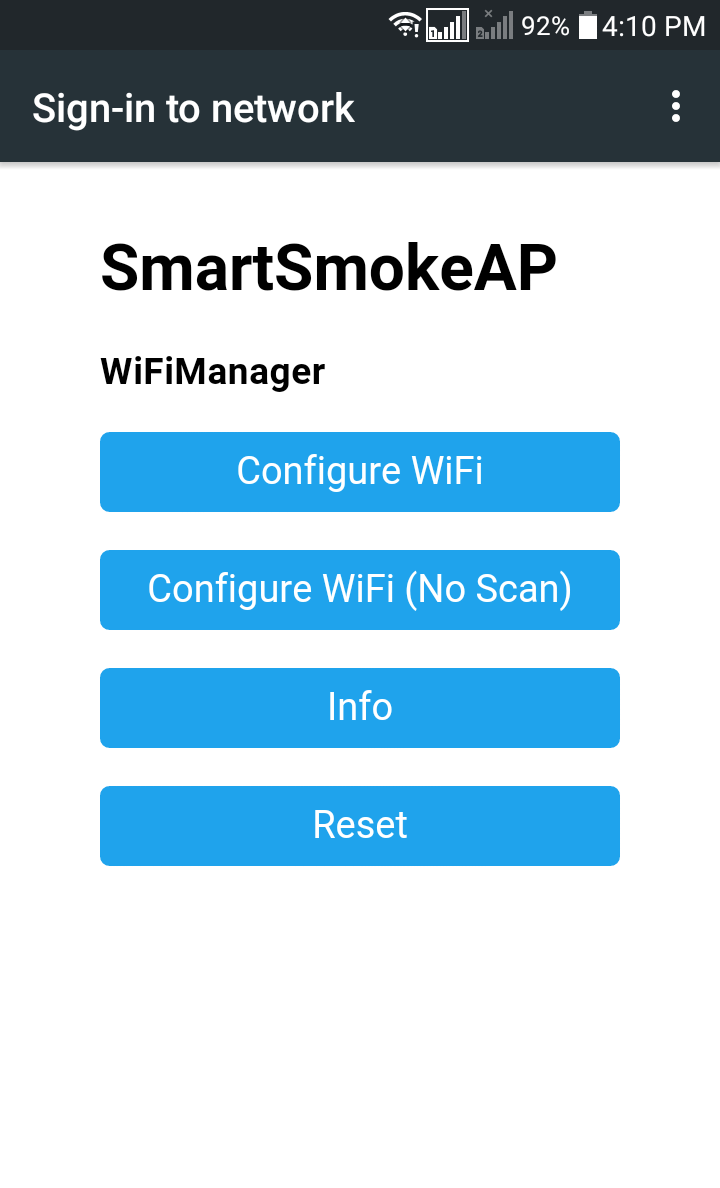 92% 4:10 PM
Sign-in to network
SmartSmokeAP
WiFiManager
Configure WiFi
Configure WiFi (No Scan)
Info
Reset